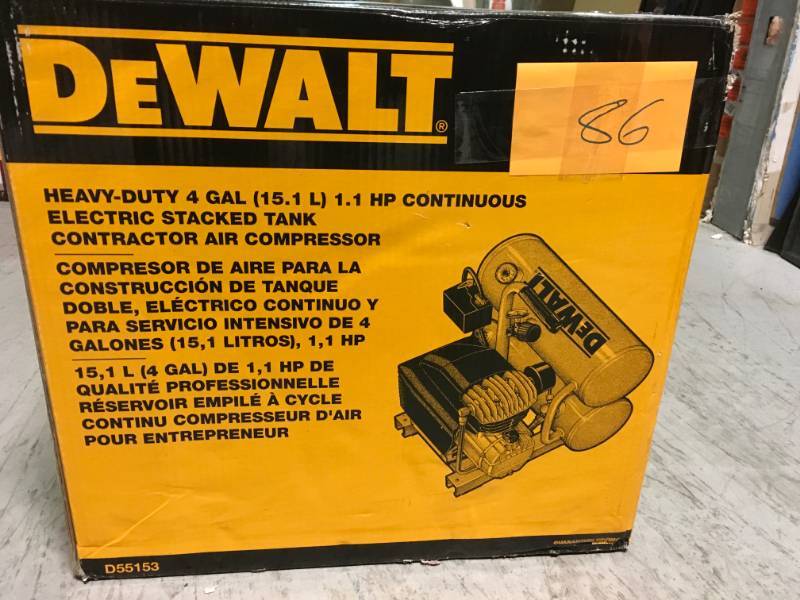 DEWALT®
86
HEAVY-DUTY 4 GAL (15.1 L) 1.1 HP CONTINUOUS
ELECTRIC STACKED TANK
CONTRACTOR AIR COMPRESSOR
COMPRESOR DE AIRE PARA LA
CONSTRUCCIÓN DE TANQUE
DOBLE, ELÉCTRICO CONTINUO Y
PARA SERVICIO INTENSIVO DE 4
GALONES (15,1 LITROS), 1,1 HP
15,1 L (4 GAL) DE 1,1 HP DE
QUALITÉ PROFESSIONNELLE
RÉSERVOIR EMPILÉ À CYCLE
CONTINU COMPRESSEUR D'AIR
POUR ENTREPRENEUR
DEWALT
D55153